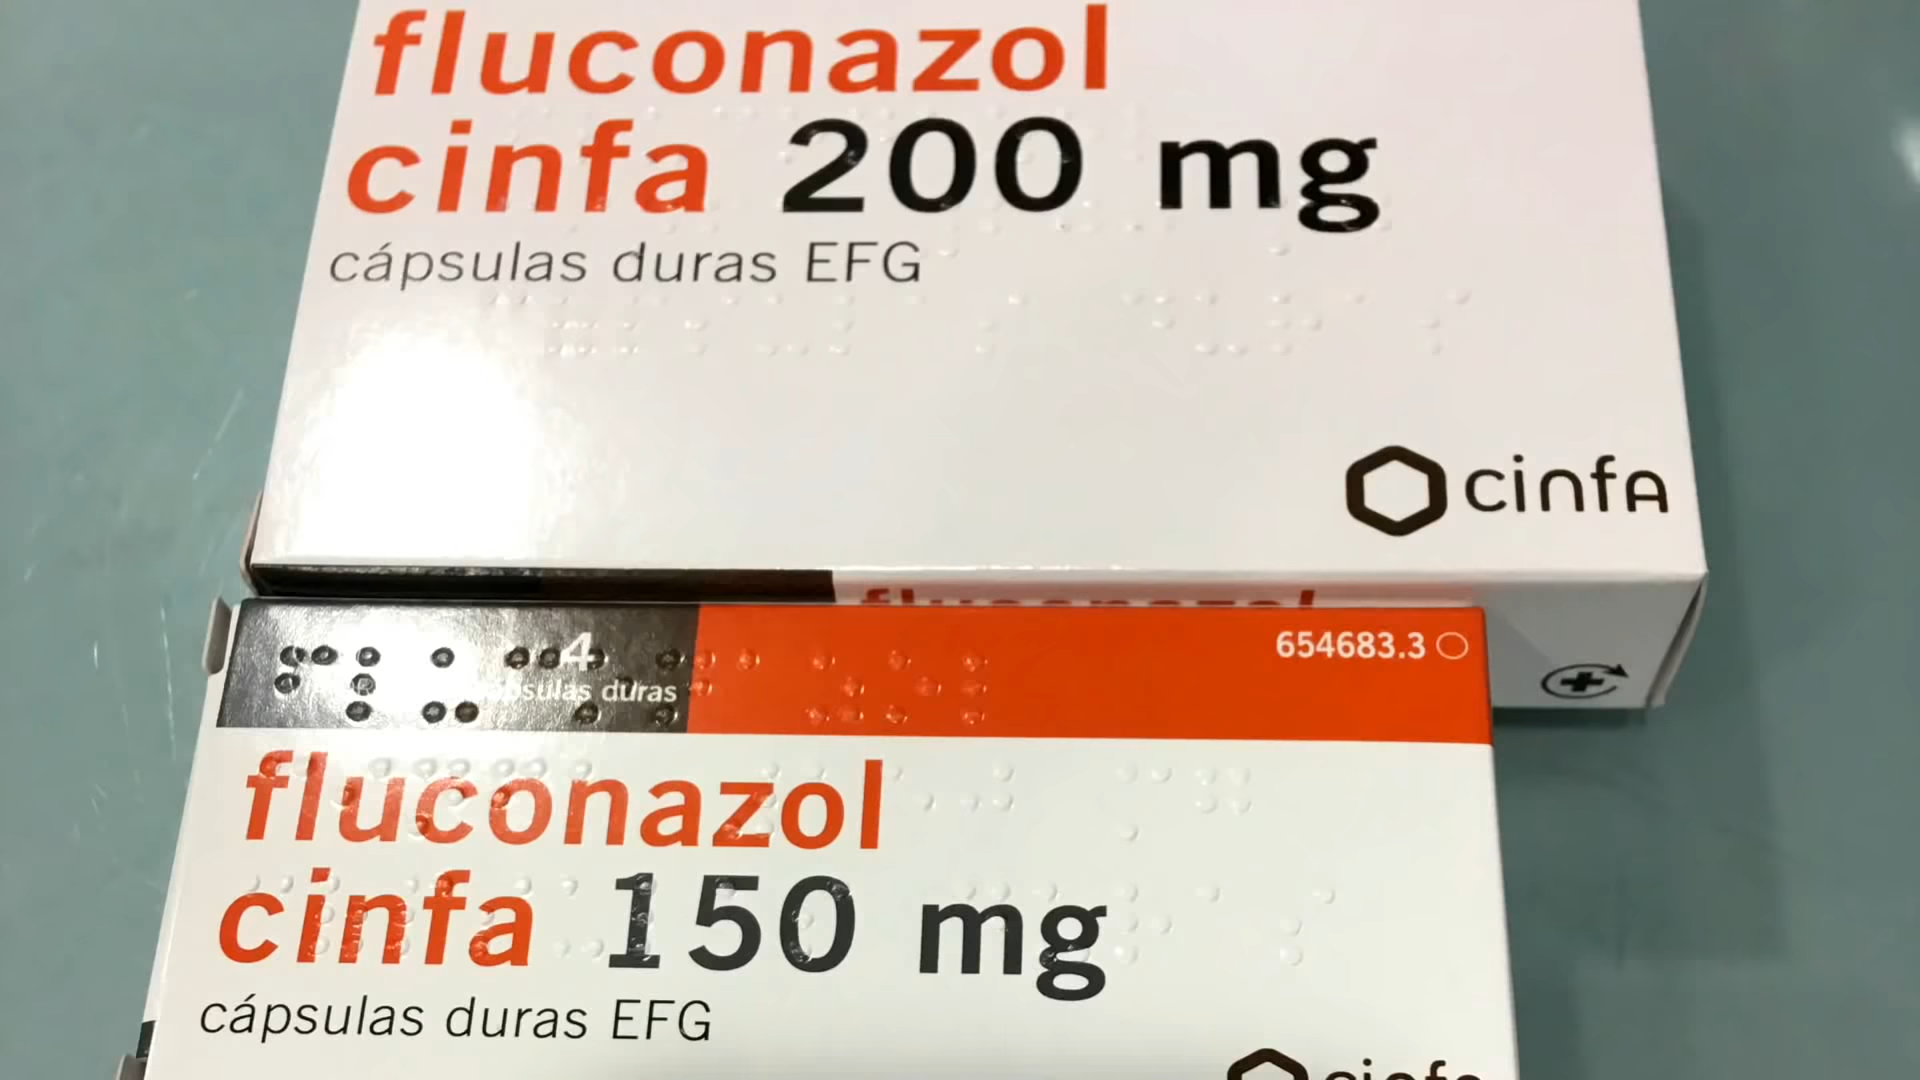 fluconazol
cinfa 200 mg
cápsulas duras EFG
cinfa
fluconazol
4
cápsulas duras
654683.3
fluconazol
cinfa 150 mg
cápsulas duras EFG
cinfa